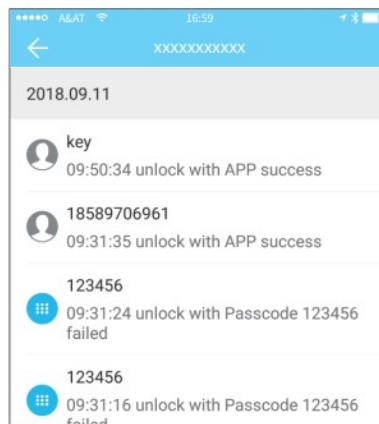 A&AT 16:59
xxxxxxxxxxx
2018.09.11
key
09:50:34 unlock with APP success
18589706961
09:31:35 unlock with APP success
123456
09:31:24 unlock with Passcode 123456
failed
123456
09:31:16 unlock with Passcode 123456
failed